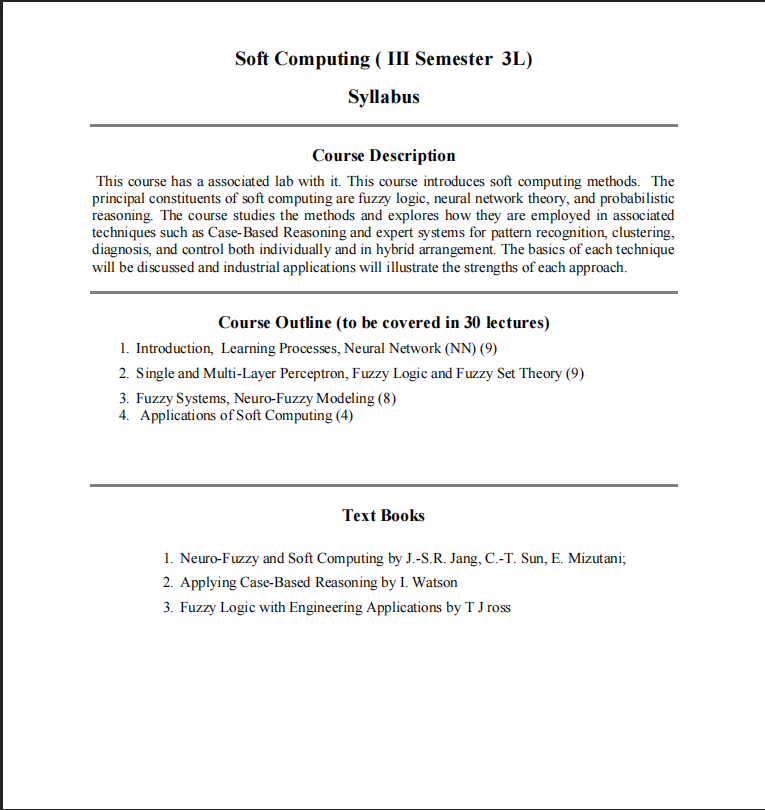 Soft Computing ( III Semester 3L)
Syllabus
Course Description
This course has a associated lab with it. This course introduces soft computing methods. The
principal constituents of soft computing are fuzzy logic, neural network theory, and probabilistic
reasoning. The course studies the methods and explores how they are employed in associated
techniques such as Case-Based Reasoning and expert systems for pattern recognition, clustering,
diagnosis, and control both individually and in hybrid arrangement. The basics of each technique
will be discussed and industrial applications will illustrate the strengths of each approach.
Course Outline (to be covered in 30 lectures)
1. Introduction, Learning Processes, Neural Network (NN) (9)
2. Single and Multi-Layer Perceptron, Fuzzy Logic and Fuzzy Set Theory (9)
3. Fuzzy Systems, Neuro-Fuzzy Modeling (8)
4. Applications of Soft Computing (4)
Text Books
1. Neuro-Fuzzy and Soft Computing by J.-S.R. Jang, C.-T. Sun, E. Mizutani;
2. Applying Case-Based Reasoning by I. Watson
3. Fuzzy Logic with Engineering Applications by T J ross